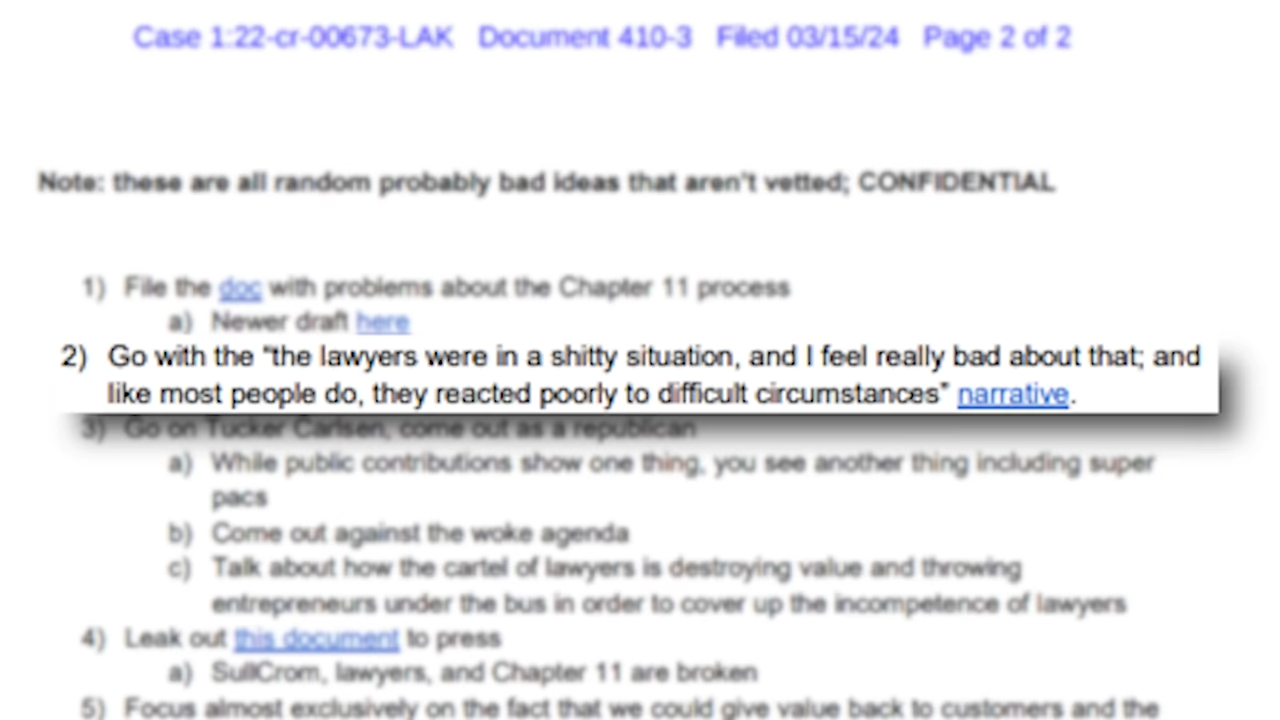 Case 1:22-cr-00673-LAK Document 410-3 Filed 03/15/24 Page 2 of 2
Note: these are all random probably bad ideas that aren't vetted; CONFIDENTIAL
1) File the doc with problems about the Chapter 11 process
a) Newer draft here
2) Go with the "the lawyers were in a shitty situation, and I feel really bad about that; and
like most people do, they reacted poorly to difficult circumstances" narrative.
3) Go on Tucker Carlsen, come out as a republican
a) While public contributions show one thing, you see another thing including super
pacs
b) Come out against the woke agenda
c) Talk about how the cartel of lawyers is destroying value and throwing
entrepreneurs under the bus in order to cover up the incompetence of lawyers
4) Leak out this document to press
a) SullCrom, lawyers, and Chapter 11 are broken
5) Focus almost exclusively on the fact that we could give value back to customers and the